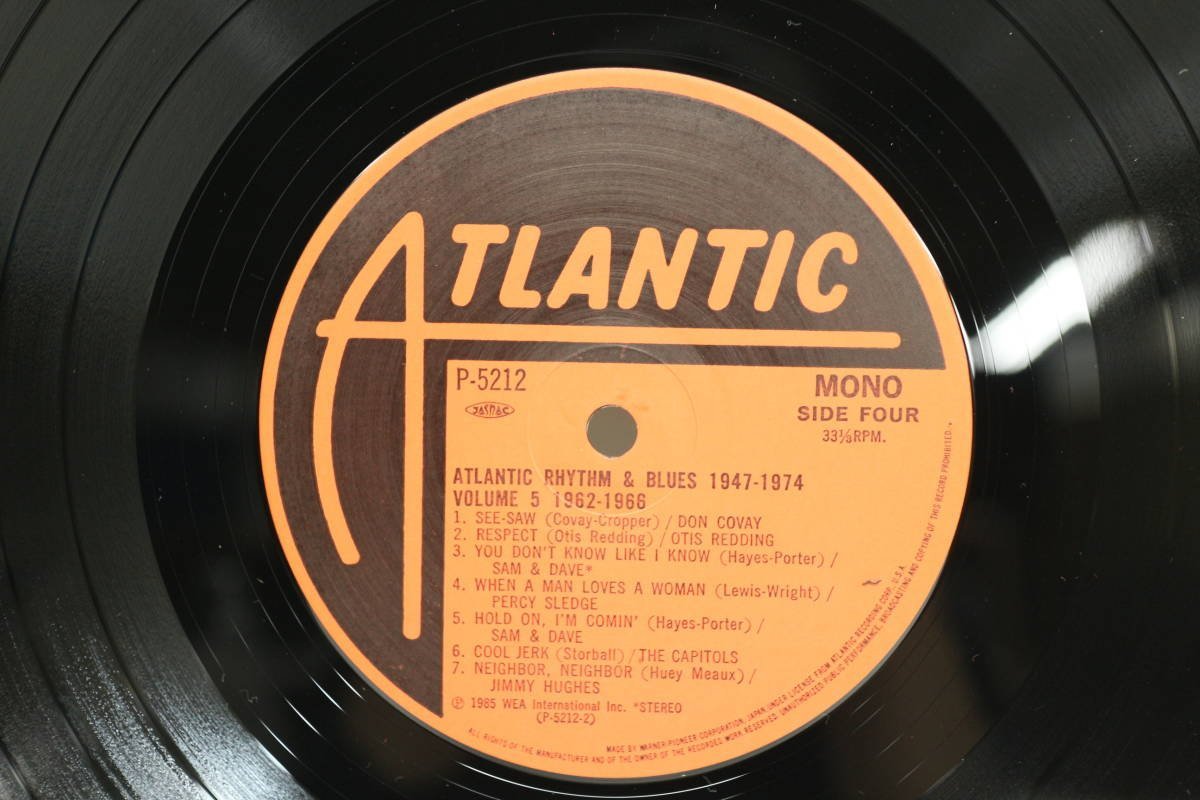 ATLANTIC
P-5212
MONO
JASRAC
SIDE FOUR
33⅓RPM.
ATLANTIC RHYTHM & BLUES 1947-1974
VOLUME 5 1962-1966
1. SEE-SAW (Covay-Cropper) / DON COVAY
2. RESPECT (Otis Redding) / OTIS REDDING
3. YOU DON'T KNOW LIKE I KNOW (Hayes-Porter) /
SAM & DAVE*
4. WHEN A MAN LOVES A WOMAN (Lewis-Wright) /
PERCY SLEDGE
5. HOLD ON, I'M COMIN' (Hayes-Porter) /
SAM & DAVE
6. COOL JERK (Storball) / THE CAPITOLS
7. NEIGHBOR, NEIGHBOR (Huey Meaux) /
JIMMY HUGHES
Ⓟ 1985 WEA International Inc. *STEREO
(P-5212-2)
MADE BY WARNER-PIONEER CORPORATION, JAPAN, UNDER LICENSE FROM ATLANTIC RECORDING CORP., U.S.A.
ALL RIGHTS OF THE MANUFACTURER AND OF THE OWNER OF THE RECORDED WORK RESERVED. UNAUTHORIZED PUBLIC PERFORMANCE, BROADCASTING AND COPYING OF THIS RECORD PROHIBITED.